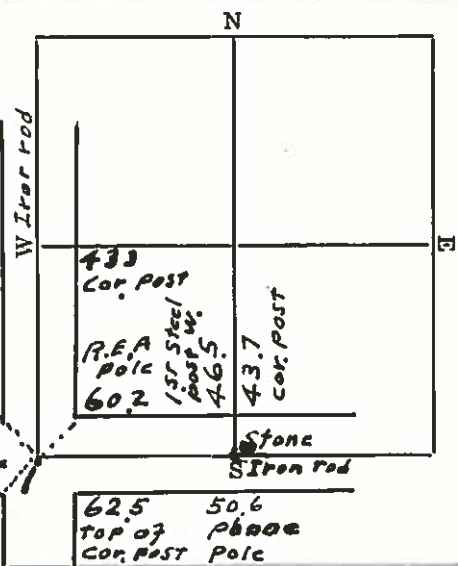 N
Iron rod
W
E
433
Cor. Post
R.E.A
Pole
60.2
1st Steel
post W.
46.5
43.7
Cor. Post
Stone
S
Iron rod
62.5
Top of
Cor. Post
50.6
Phone
Pole